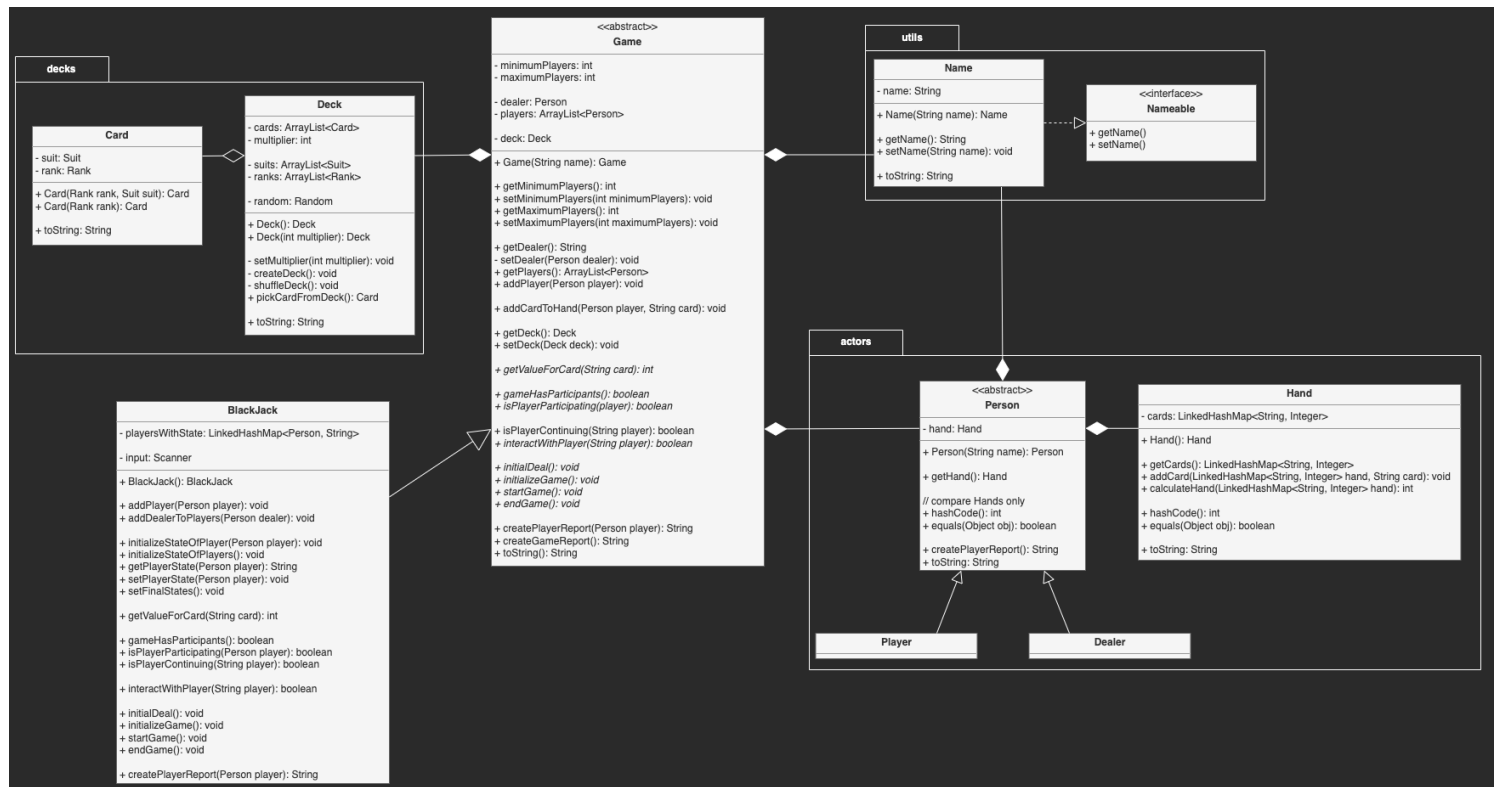 decks
Card
- suit: Suit
- rank: Rank
+ Card(Rank rank, Suit suit): Card
+ Card(Rank rank): Card
+ toString: String
Deck
- cards: ArrayList<Card>
- multiplier: int
- suits: ArrayList<Suit>
- ranks: ArrayList<Rank>
- random: Random
+ Deck(): Deck
+ Deck(int multiplier): Deck
- setMultiplier(int multiplier): void
- createDeck(): void
- shuffleDeck(): void
+ pickCardFromDeck(): Card
+ toString: String
<<abstract>>
Game
- minimumPlayers: int
- maximumPlayers: int
- dealer: Person
- players: ArrayList<Person>
- deck: Deck
+ Game(String name): Game
+ getMinimumPlayers(): int
+ setMinimumPlayers(int minimumPlayers): void
+ getMaximumPlayers(): int
+ setMaximumPlayers(int maximumPlayers): void
+ getDealer(): String
- setDealer(Person dealer): void
+ getPlayers(): ArrayList<Person>
+ addPlayer(Person player): void
+ addCardToHand(Person player, String card): void
+ getDeck(): Deck
+ setDeck(Deck deck): void
+ getValueForCard(String card): int
+ gameHasParticipants(): boolean
+ isPlayerParticipating(player): boolean
+ isPlayerContinuing(String player): boolean
+ interactWithPlayer(String player): boolean
+ initialDeal(): void
+ initializeGame(): void
+ startGame(): void
+ endGame(): void
+ createPlayerReport(Person player): String
+ createGameReport(): String
+ toString(): String
utils
Name
- name: String
+ Name(String name): Name
+ getName(): String
+ setName(String name): void
+ toString: String
<<interface>>
Nameable
+ getName()
+ setName()
BlackJack
- playersWithState: LinkedHashMap<Person, String>
- input: Scanner
+ BlackJack(): BlackJack
+ addPlayer(Person player): void
+ addDealerToPlayers(Person dealer): void
+ initializeStateOfPlayer(Person player): void
+ initializeStateOfPlayers(): void
+ getPlayerState(Person player): String
+ setPlayerState(Person player): void
+ setFinalStates(): void
+ getValueForCard(String card): int
+ gameHasParticipants(): boolean
+ isPlayerParticipating(Person player): boolean
+ isPlayerContinuing(String player): boolean
+ interactWithPlayer(String player): boolean
+ initialDeal(): void
+ initializeGame(): void
+ startGame(): void
+ endGame(): void
+ createPlayerReport(Person player): String
actors
<<abstract>>
Person
- hand: Hand
+ Person(String name): Person
+ getHand(): Hand
// compare Hands only
+ hashCode(): int
+ equals(Object obj): boolean
+ createPlayerReport(): String
+ toString: String
Hand
- cards: LinkedHashMap<String, Integer>
+ Hand(): Hand
+ getCards(): LinkedHashMap<String, Integer>
+ addCard(LinkedHashMap<String, Integer> hand, String card): void
+ calculateHand(LinkedHashMap<String, Integer> hand): int
+ hashCode(): int
+ equals(Object obj): boolean
+ toString: String
Player
Dealer